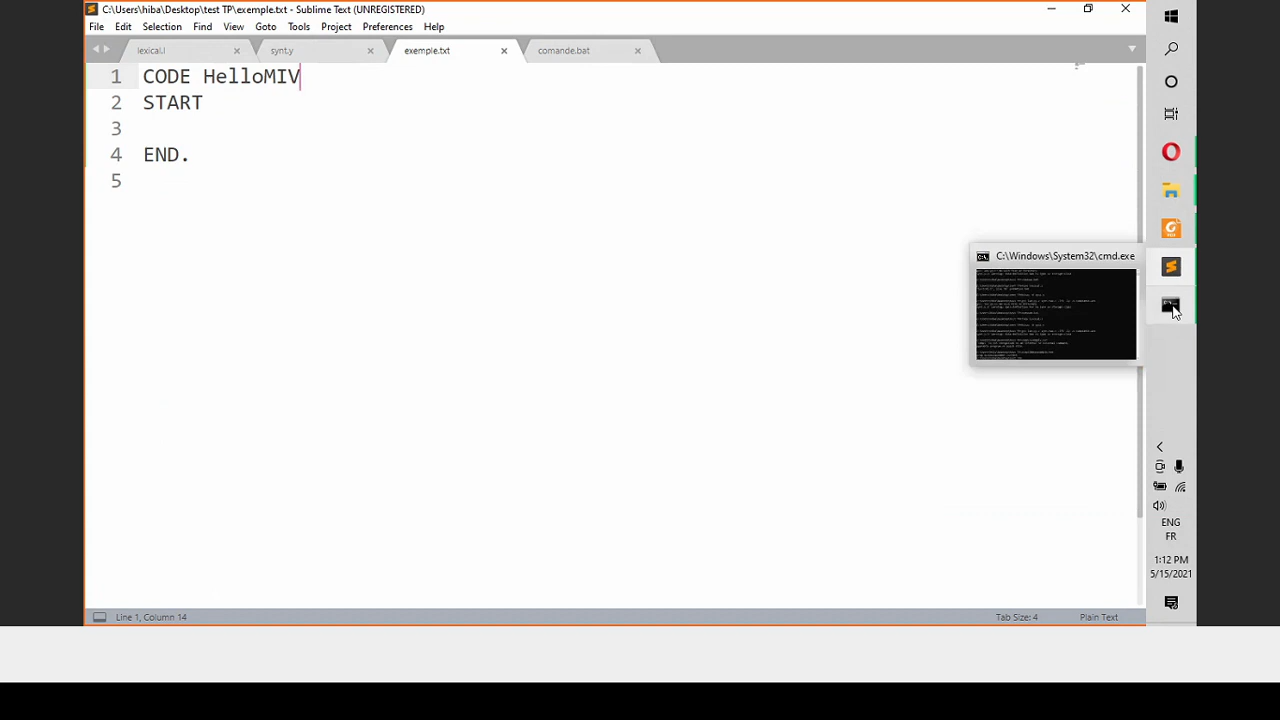 C:\Users\hiba\Desktop\test TP\exemple.txt - Sublime Text (UNREGISTERED)
File Edit Selection Find View Goto Tools Project Preferences Help
lexical.l synt.y exemple.txt comande.bat
1 CODE HelloMIV
2 START
3
4 END.
5
C:\Windows\System32\cmd.exe
ENG
FR
1:12 PM
5/15/2021
Line 1, Column 14 Tab Size: 4 Plain Text